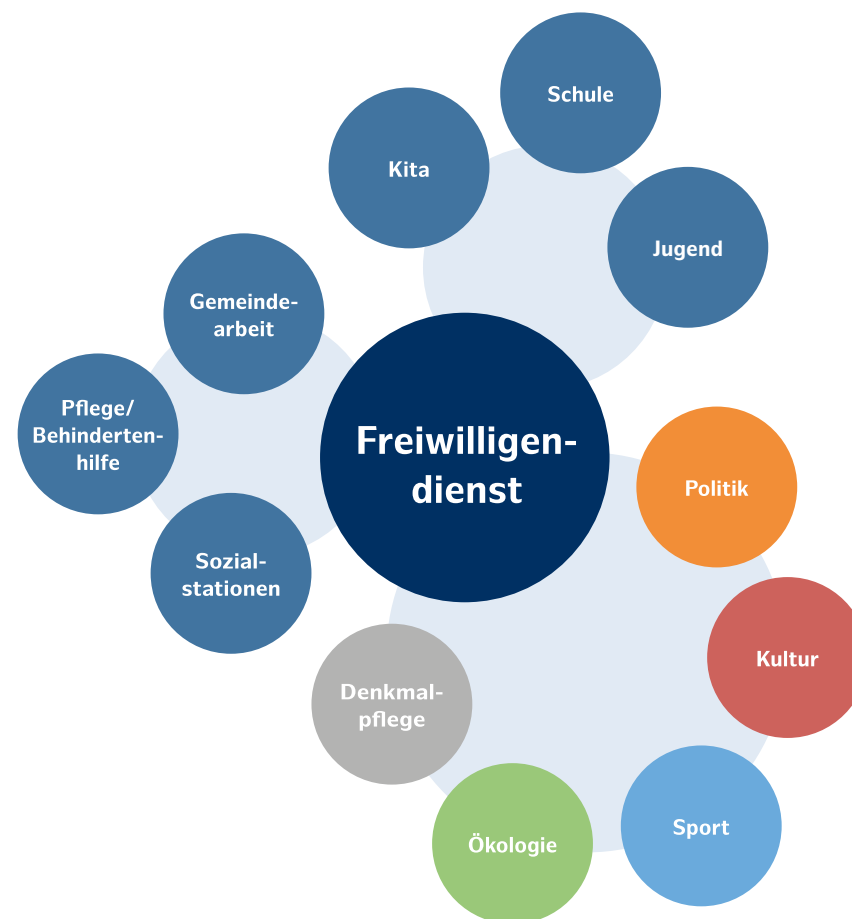 Schule
Kita
Jugend
Gemeinde-
arbeit
Pflege/
Behinderten-
hilfe
Freiwilligen-
dienst
Politik
Sozial-
stationen
Kultur
Denkmal-
pflege
Sport
Ökologie